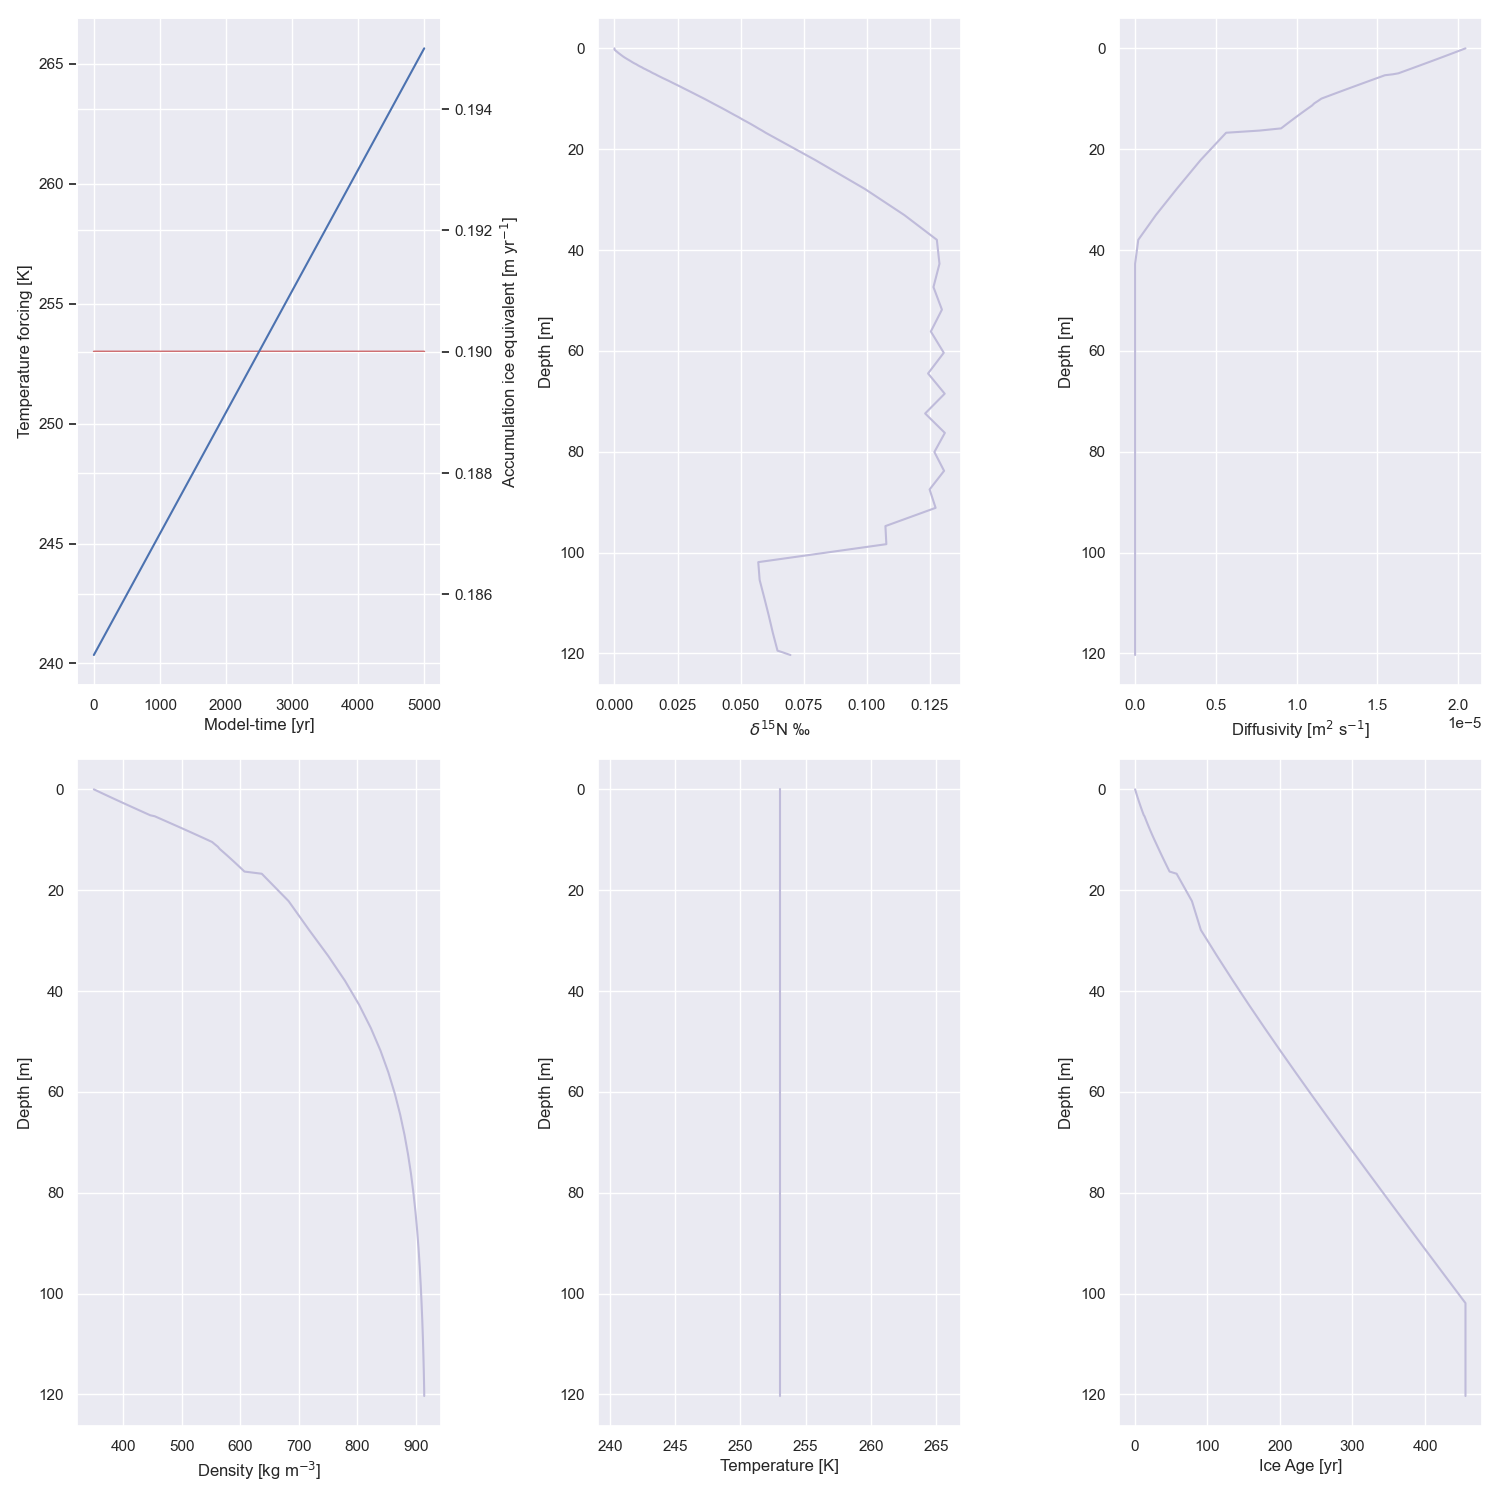 Temperature forcing [K]
265
260
255
250
245
240
0 1000 2000 3000 4000 5000
Model-time [yr]
0.194
0.192
0.190
0.188
0.186
Accumulation ice equivalent [m yr⁻¹]
Depth [m]
0
20
40
60
80
100
120
0.000 0.025 0.050 0.075 0.100 0.125
δ¹⁵N ‰
Depth [m]
0
20
40
60
80
100
120
0.0 0.5 1.0 1.5 2.0
1e−5
Diffusivity [m² s⁻¹]
Depth [m]
0
20
40
60
80
100
120
400 500 600 700 800 900
Density [kg m⁻³]
Depth [m]
0
20
40
60
80
100
120
240 245 250 255 260 265
Temperature [K]
Depth [m]
0
20
40
60
80
100
120
0 100 200 300 400
Ice Age [yr]